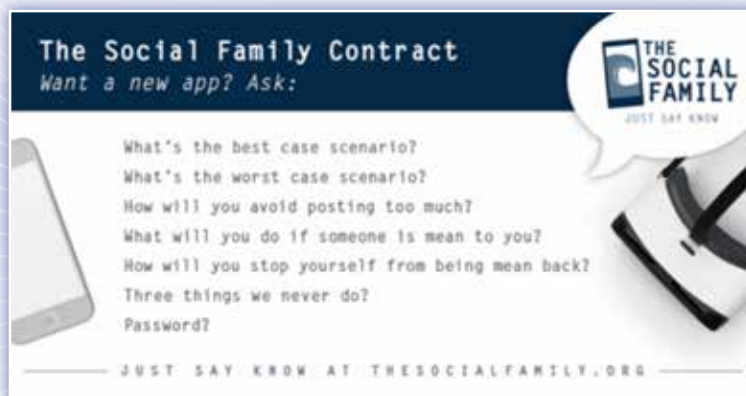 The Social Family Contract
Want a new app? Ask:
THE
SOCIAL
FAMILY
JUST SAY KNOW
What's the best case scenario?
What's the worst case scenario?
How will you avoid posting too much?
What will you do if someone is mean to you?
How will you stop yourself from being mean back?
Three things we never do?
Password?
JUST SAY KNOW AT THESOCIALFAMILY.ORG